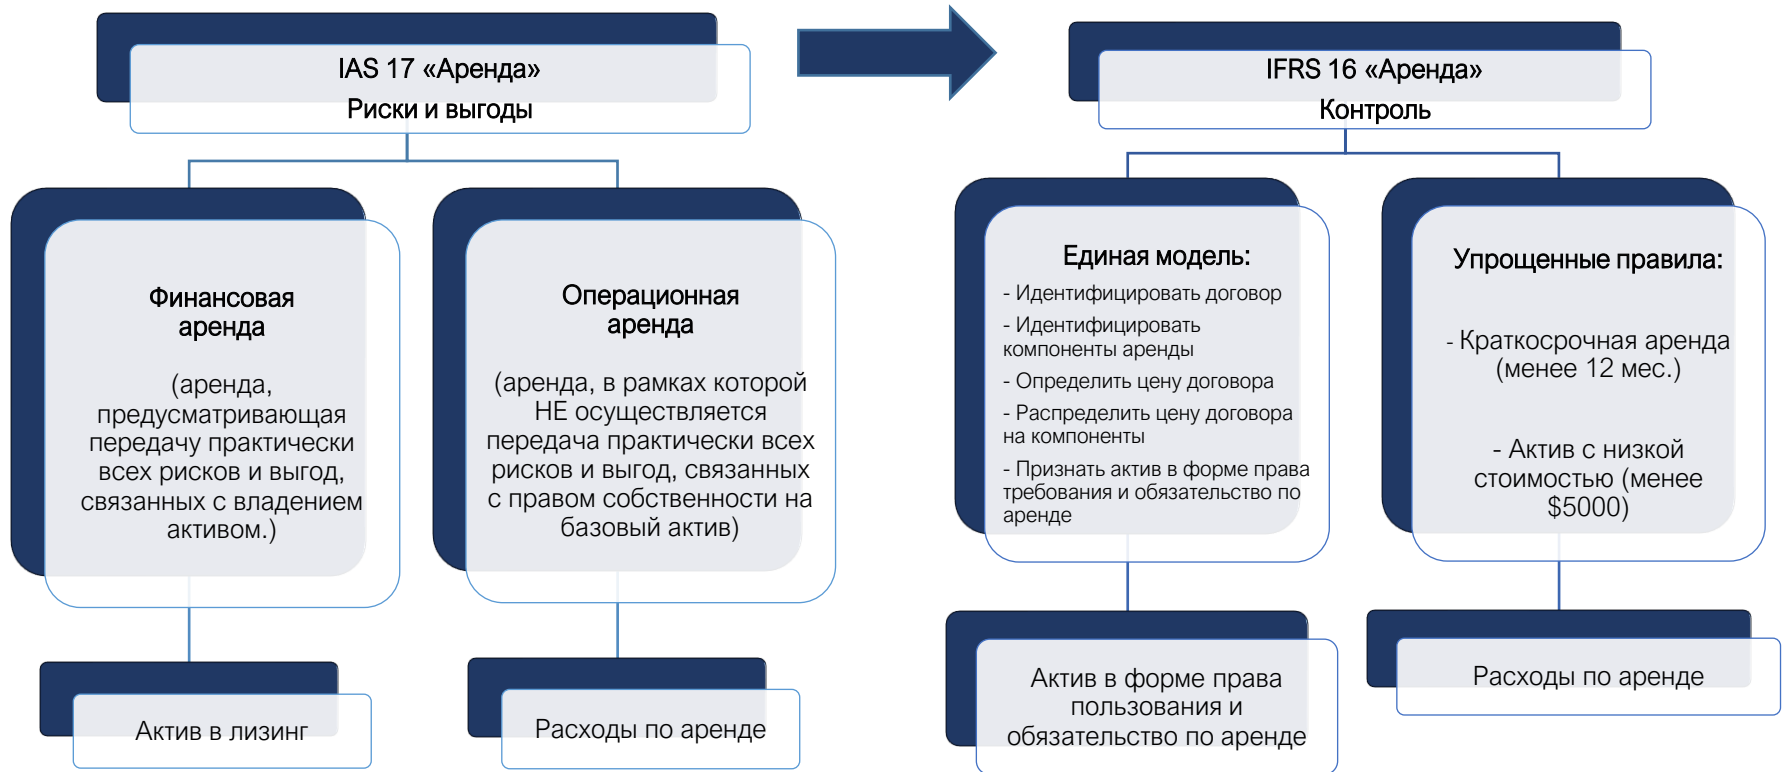 IAS 17 «Аренда»
Риски и выгоды
Финансовая
аренда
(аренда,
предусматривающая
передачу практически
всех рисков и выгод,
связанных с владением
активом.)
Актив в лизинг
Операционная
аренда
(аренда, в рамках которой
НЕ осуществляется
передача практически всех
рисков и выгод, связанных
с правом собственности на
базовый актив)
Расходы по аренде
IFRS 16 «Аренда»
Контроль
Единая модель:
- Идентифицировать договор
- Идентифицировать
компоненты аренды
- Определить цену договора
- Распределить цену договора
на компоненты
- Признать актив в форме права
требования и обязательство по
аренде
Актив в форме права
пользования и
обязательство по аренде
Упрощенные правила:
- Краткосрочная аренда
(менее 12 мес.)
- Актив с низкой
стоимостью (менее
$5000)
Расходы по аренде